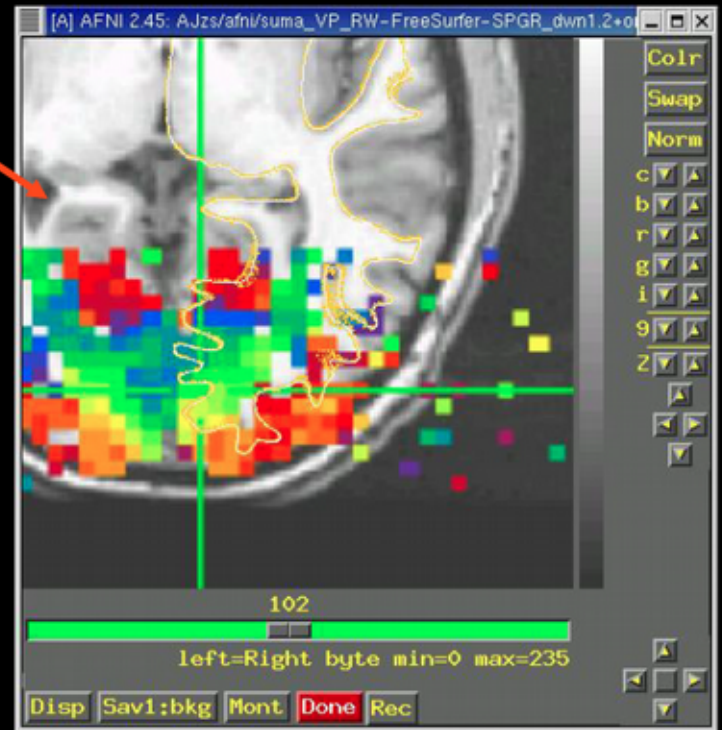 [A] AFNI 2.45: AJzs/afni/suma_VP_RW-FreeSurfer-SPGR_dwn1.2+o
Colr
Swap
Norm
c
b
r
g
i
9
Z
102
left=Right byte min=0 max=235
Disp Sav1:bkg Mont Done Rec